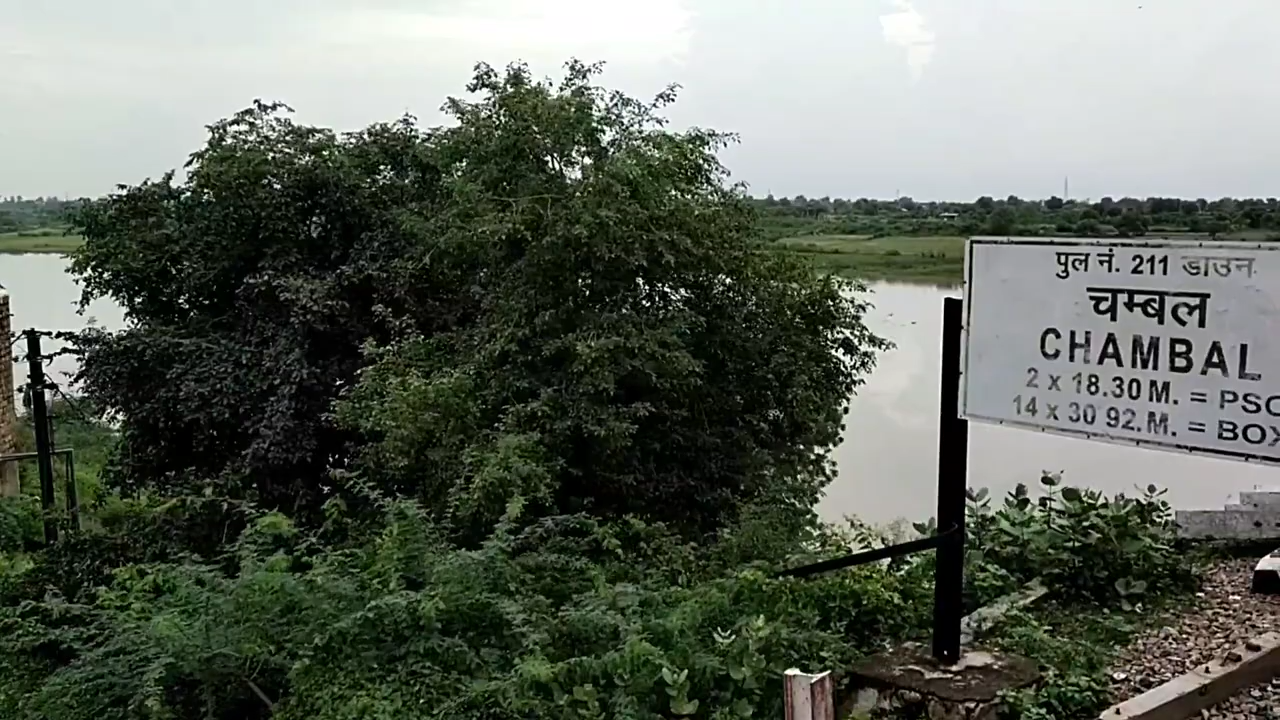 पुल नं. 211 डाउन
चम्बल
CHAMBAL
2 x 18.30 M. = PSC
14 x 30 92.M. = BOX